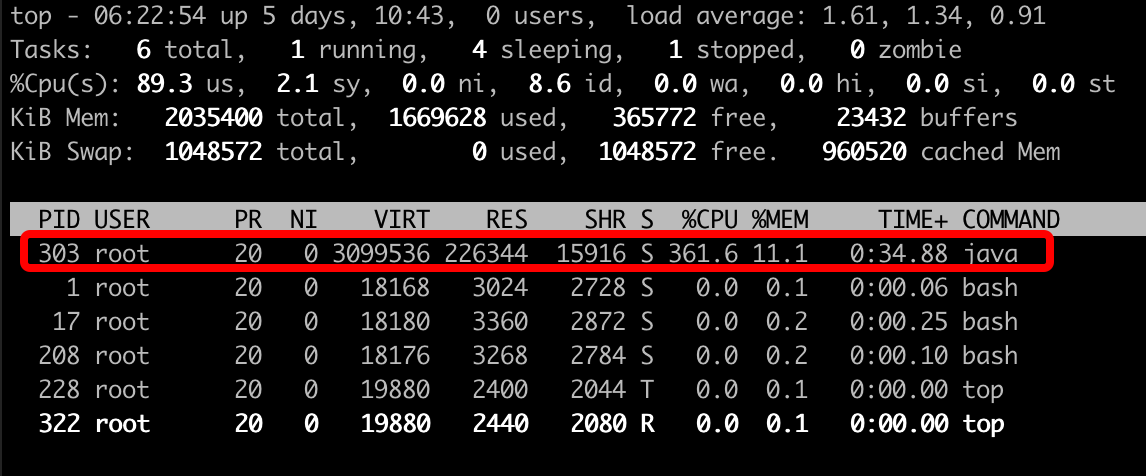 top - 06:22:54 up 5 days, 10:43,  0 users,  load average: 1.61, 1.34, 0.91
Tasks:   6 total,   1 running,   4 sleeping,   1 stopped,   0 zombie
%Cpu(s): 89.3 us,  2.1 sy,  0.0 ni,  8.6 id,  0.0 wa,  0.0 hi,  0.0 si,  0.0 st
KiB Mem:   2035400 total,  1669628 used,   365772 free,    23432 buffers
KiB Swap:  1048572 total,        0 used,  1048572 free.   960520 cached Mem
  PID USER      PR  NI    VIRT    RES    SHR S  %CPU %MEM     TIME+ COMMAND
  303 root      20   0 3099536 226344  15916 S 361.6 11.1   0:34.88 java
    1 root      20   0   18168   3024   2728 S   0.0  0.1   0:00.06 bash
   17 root      20   0   18180   3360   2872 S   0.0  0.2   0:00.25 bash
  208 root      20   0   18176   3268   2784 S   0.0  0.2   0:00.10 bash
  228 root      20   0   19880   2400   2044 T   0.0  0.1   0:00.00 top
  322 root      20   0   19880   2440   2080 R   0.0  0.1   0:00.00 top